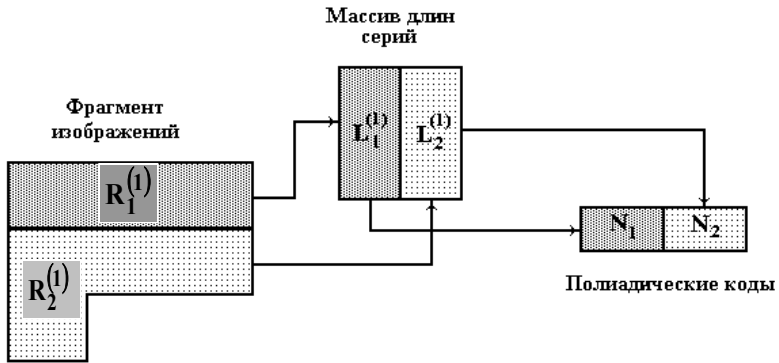 Массив длин
серий
Фрагмент
изображений
L₁⁽¹⁾ L₂⁽¹⁾
R₁⁽¹⁾
N₁ N₂
R₂⁽¹⁾
Полиадические коды